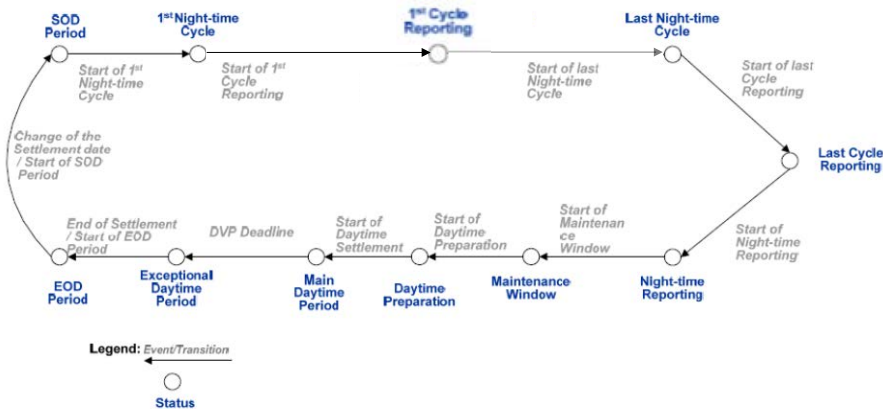 SOD
Period
1st Night-time
Cycle
1st Cycle
Reporting
Last Night-time
Cycle
Start of 1st
Night-time
Cycle
Start of 1st
Cycle
Reporting
Start of last
Night-time
Cycle
Start of last
Cycle
Reporting
Change of the
Settlement date
/ Start of SOD
Period
Last Cycle
Reporting
End of Settlement
/ Start of EOD
Period
DVP Deadline
Start of
Daytime
Settlement
Start of
Daytime
Preparation
Start of
Maintenan
ce
Window
Start of
Night-time
Reporting
EOD
Period
Exceptional
Daytime
Period
Main
Daytime
Period
Daytime
Preparation
Maintenance
Window
Night-time
Reporting
Legend: Event/Transition
Status